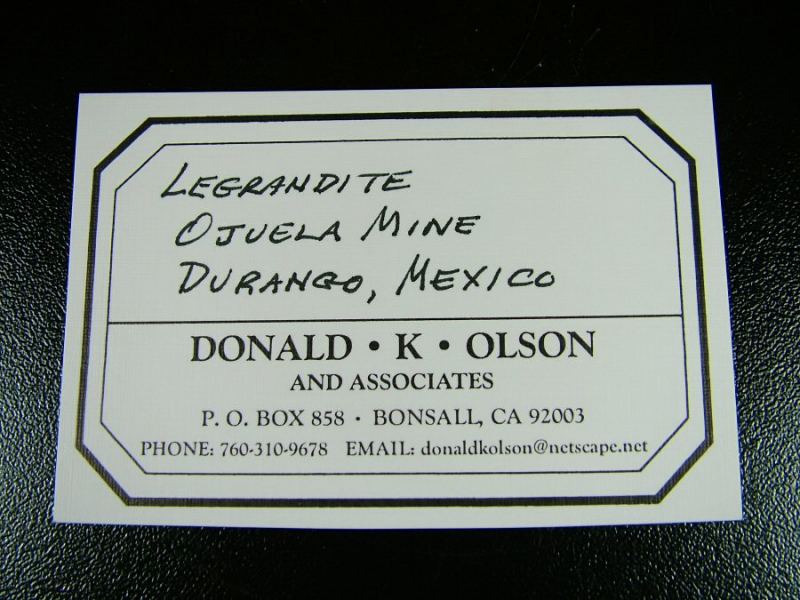 LEGRANDITE
OJUELA MINE
DURANGO, MEXICO
DONALD • K • OLSON
AND ASSOCIATES
P. O. BOX 858 · BONSALL, CA 92003
PHONE: 760-310-9678 EMAIL: donaldkolson@netscape.net